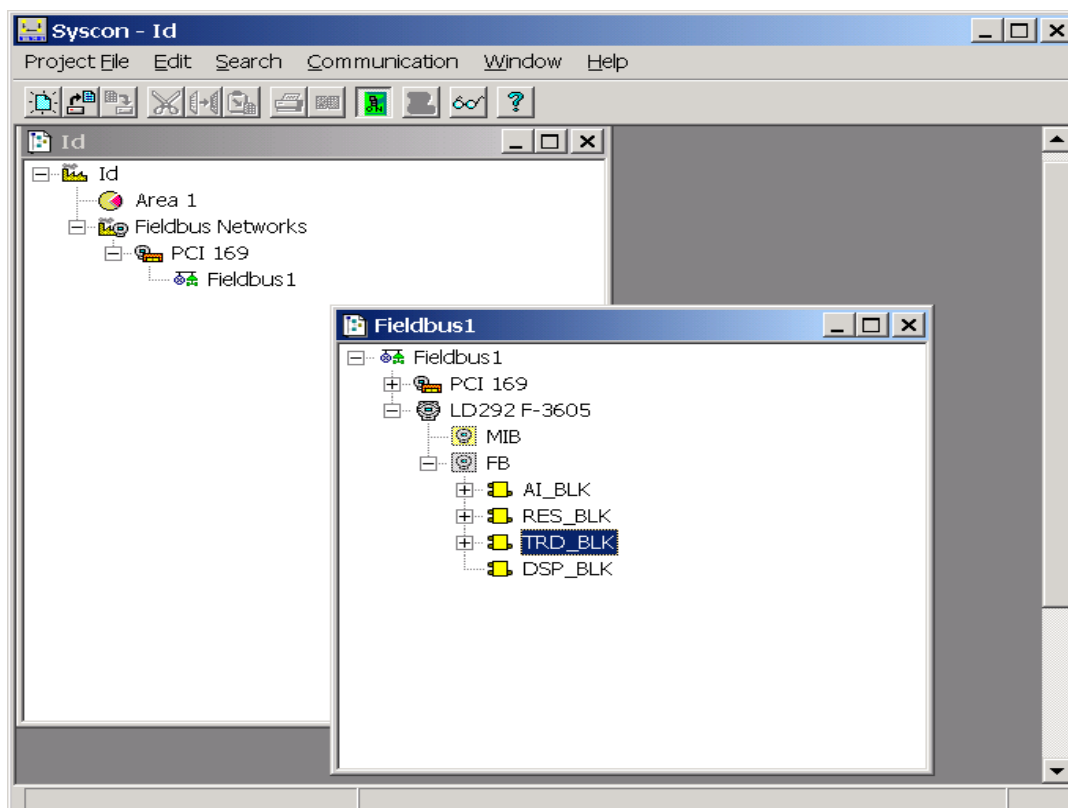 Syscon - Id
Project File Edit Search Communication Window Help
Id
Id
Area 1
Fieldbus Networks
PCI 169
Fieldbus1
Fieldbus1
Fieldbus1
PCI 169
LD292 F-3605
MIB
FB
AI_BLK
RES_BLK
TRD_BLK
DSP_BLK